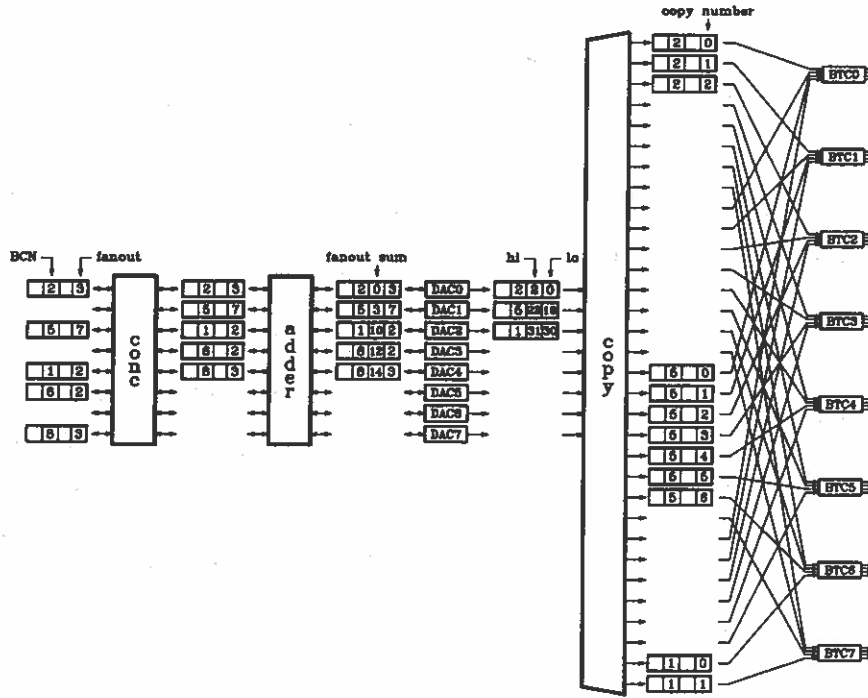 copy number
2 0
2 1
2 2
BTC0
BTC1
BTC2
BTC3
BTC4
BTC5
BTC6
BTC7
BCN fanout
fanout sum
hi lo
2 3
5 7
1 2
6 2
8 3
conc
2 3
5 7
1 2
6 2
8 3
adder
2 0 3
5 3 7
1 10 2
6 12 2
8 14 3
DAC0
DAC1
DAC2
DAC3
DAC4
DAC5
DAC6
DAC7
2 2 0
5 22 16
1 31 30
copy
5 0
5 1
5 2
5 3
5 4
5 5
5 6
1 0
1 1